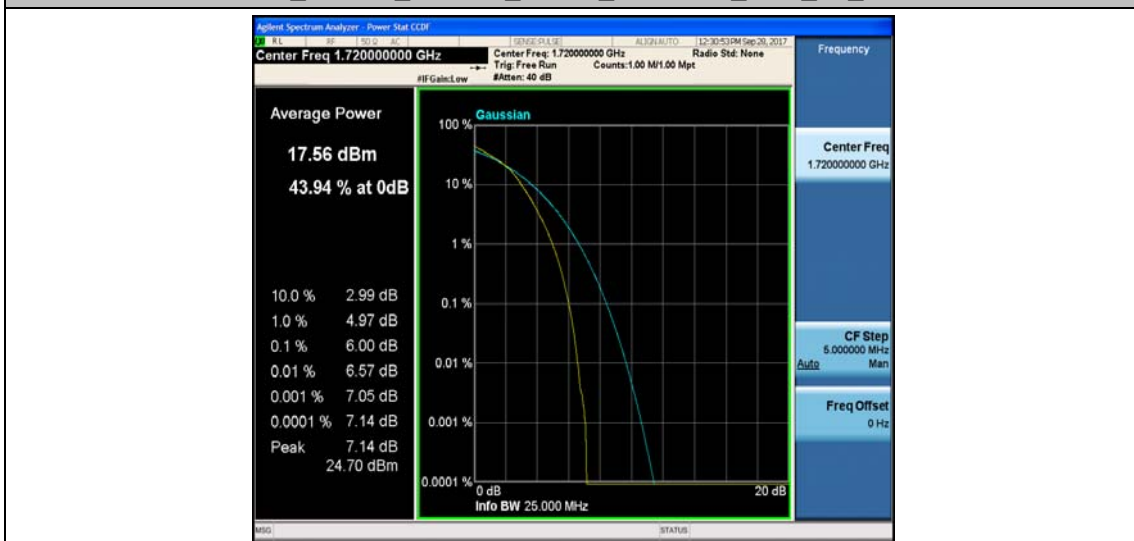 Agilent Spectrum Analyzer - Power Stat CCDF
RL RF 50 Ω AC SENSE:PULSE ALIGN AUTO 12:30:53 PM Sep 28, 2017
Center Freq 1.720000000 GHz
Center Freq: 1.720000000 GHz Radio Std: None
Trig: Free Run Counts:1.00 M/1.00 Mpt
#IFGain:Low #Atten: 40 dB
Frequency
Average Power
17.56 dBm
43.94 % at 0dB
10.0 % 2.99 dB
1.0 % 4.97 dB
0.1 % 6.00 dB
0.01 % 6.57 dB
0.001 % 7.05 dB
0.0001 % 7.14 dB
Peak 7.14 dB
24.70 dBm
Gaussian
100 %
10 %
1 %
0.1 %
0.01 %
0.001 %
0.0001 %
0 dB 20 dB
Info BW 25.000 MHz
Center Freq
1.720000000 GHz
CF Step
5.000000 MHz
Auto Man
Freq Offset
0 Hz
MSG STATUS